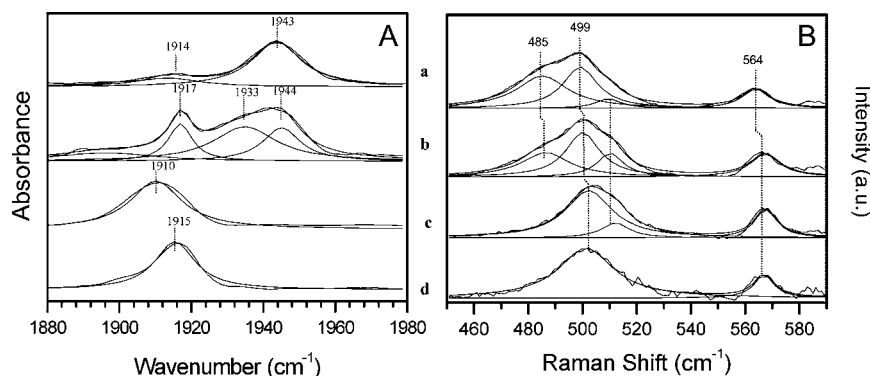 A
1943
1914
a
1917
1933
1944
b
1910
c
1915
d
Absorbance
1880 1900 1920 1940 1960 1980
Wavenumber (cm⁻¹)
B
499
485
564
Intensity (a.u.)
460 480 500 520 540 560 580
Raman Shift (cm⁻¹)